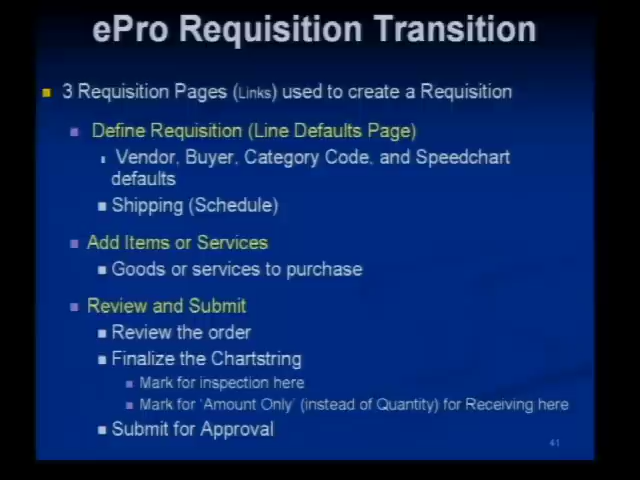 ePro Requisition Transition
3 Requisition Pages (Links) used to create a Requisition
Define Requisition (Line Defaults Page)
Vendor, Buyer, Category Code, and Speedchart
defaults
Shipping (Schedule)
Add Items or Services
Goods or services to purchase
Review and Submit
Review the order
Finalize the Chartstring
Mark for inspection here
Mark for 'Amount Only' (instead of Quantity) for Receiving here
Submit for Approval
41